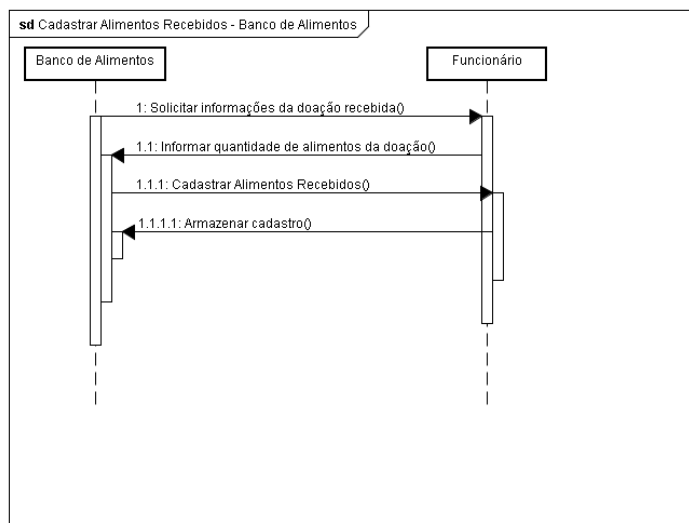 sd Cadastrar Alimentos Recebidos - Banco de Alimentos
Banco de Alimentos
Funcionário
1: Solicitar informações da doação recebida()
1.1: Informar quantidade de alimentos da doação()
1.1.1: Cadastrar Alimentos Recebidos()
1.1.1.1: Armazenar cadastro()